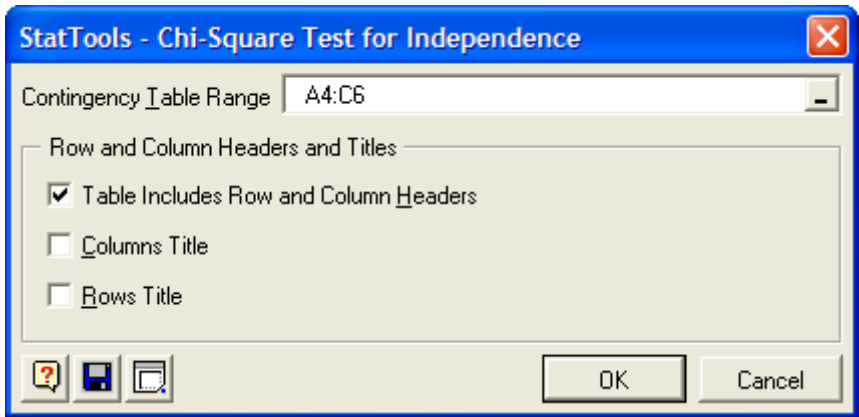 StatTools - Chi-Square Test for Independence
Contingency Table Range A4:C6
Row and Column Headers and Titles
Table Includes Row and Column Headers
Columns Title
Rows Title
? OK Cancel